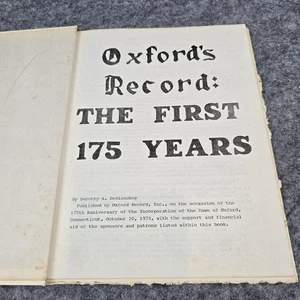 Oxford's
Record:
THE FIRST
175 YEARS
By Dorothy A. DeBisschop
Published by Oxford Record, Inc., on the occasion of the
175th Anniversary of the Incorporation of the Town of Oxford,
Connecticut, October 30, 1973, with the support and financial
aid of the sponsors and patrons listed within this book.